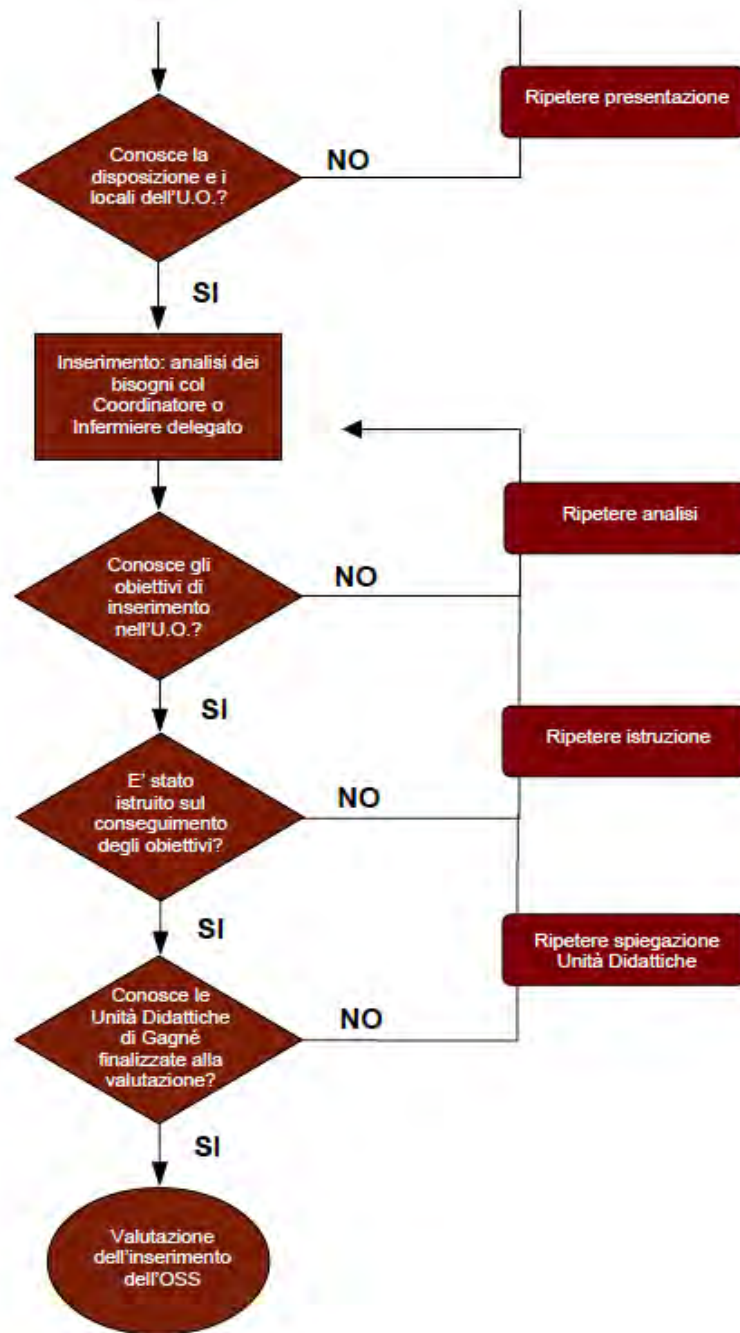 Ripetere presentazione
Conosce la
disposizione e i
locali dell'U.O.?
NO
SI
Inserimento: analisi dei
bisogni col
Coordinatore o
Infermiere delegato
Ripetere analisi
Conosce gli
obiettivi di
inserimento
nell'U.O.?
NO
SI
Ripetere istruzione
E' stato
istruito sul
conseguimento
degli obiettivi?
NO
SI
Ripetere spiegazione
Unità Didattiche
Conosce le
Unità Didattiche
di Gagné
finalizzate alla
valutazione?
NO
SI
Valutazione
dell'inserimento
dell'OSS